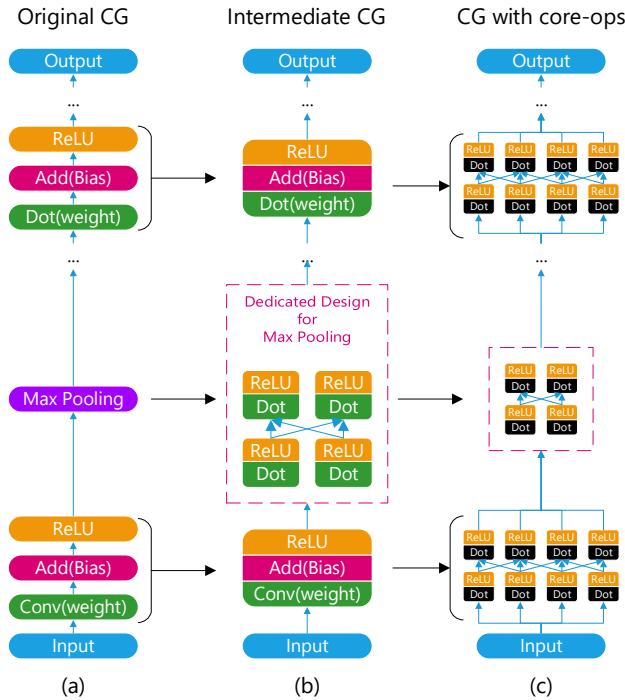 Original CG
Intermediate CG
CG with core-ops
Output
...
ReLU
Add(Bias)
Dot(weight)
...
Max Pooling
ReLU
Add(Bias)
Conv(weight)
Input
(a)
Output
...
ReLU
Add(Bias)
Dot(weight)
...
Dedicated Design
for
Max Pooling
ReLU ReLU
Dot Dot
ReLU ReLU
Dot Dot
ReLU
Add(Bias)
Conv(weight)
Input
(b)
Output
...
ReLU ReLU ReLU ReLU
Dot Dot Dot Dot
ReLU ReLU ReLU ReLU
Dot Dot Dot Dot
...
ReLU ReLU
Dot Dot
ReLU ReLU
Dot Dot
ReLU ReLU ReLU ReLU
Dot Dot Dot Dot
ReLU ReLU ReLU ReLU
Dot Dot Dot Dot
Input
(c)